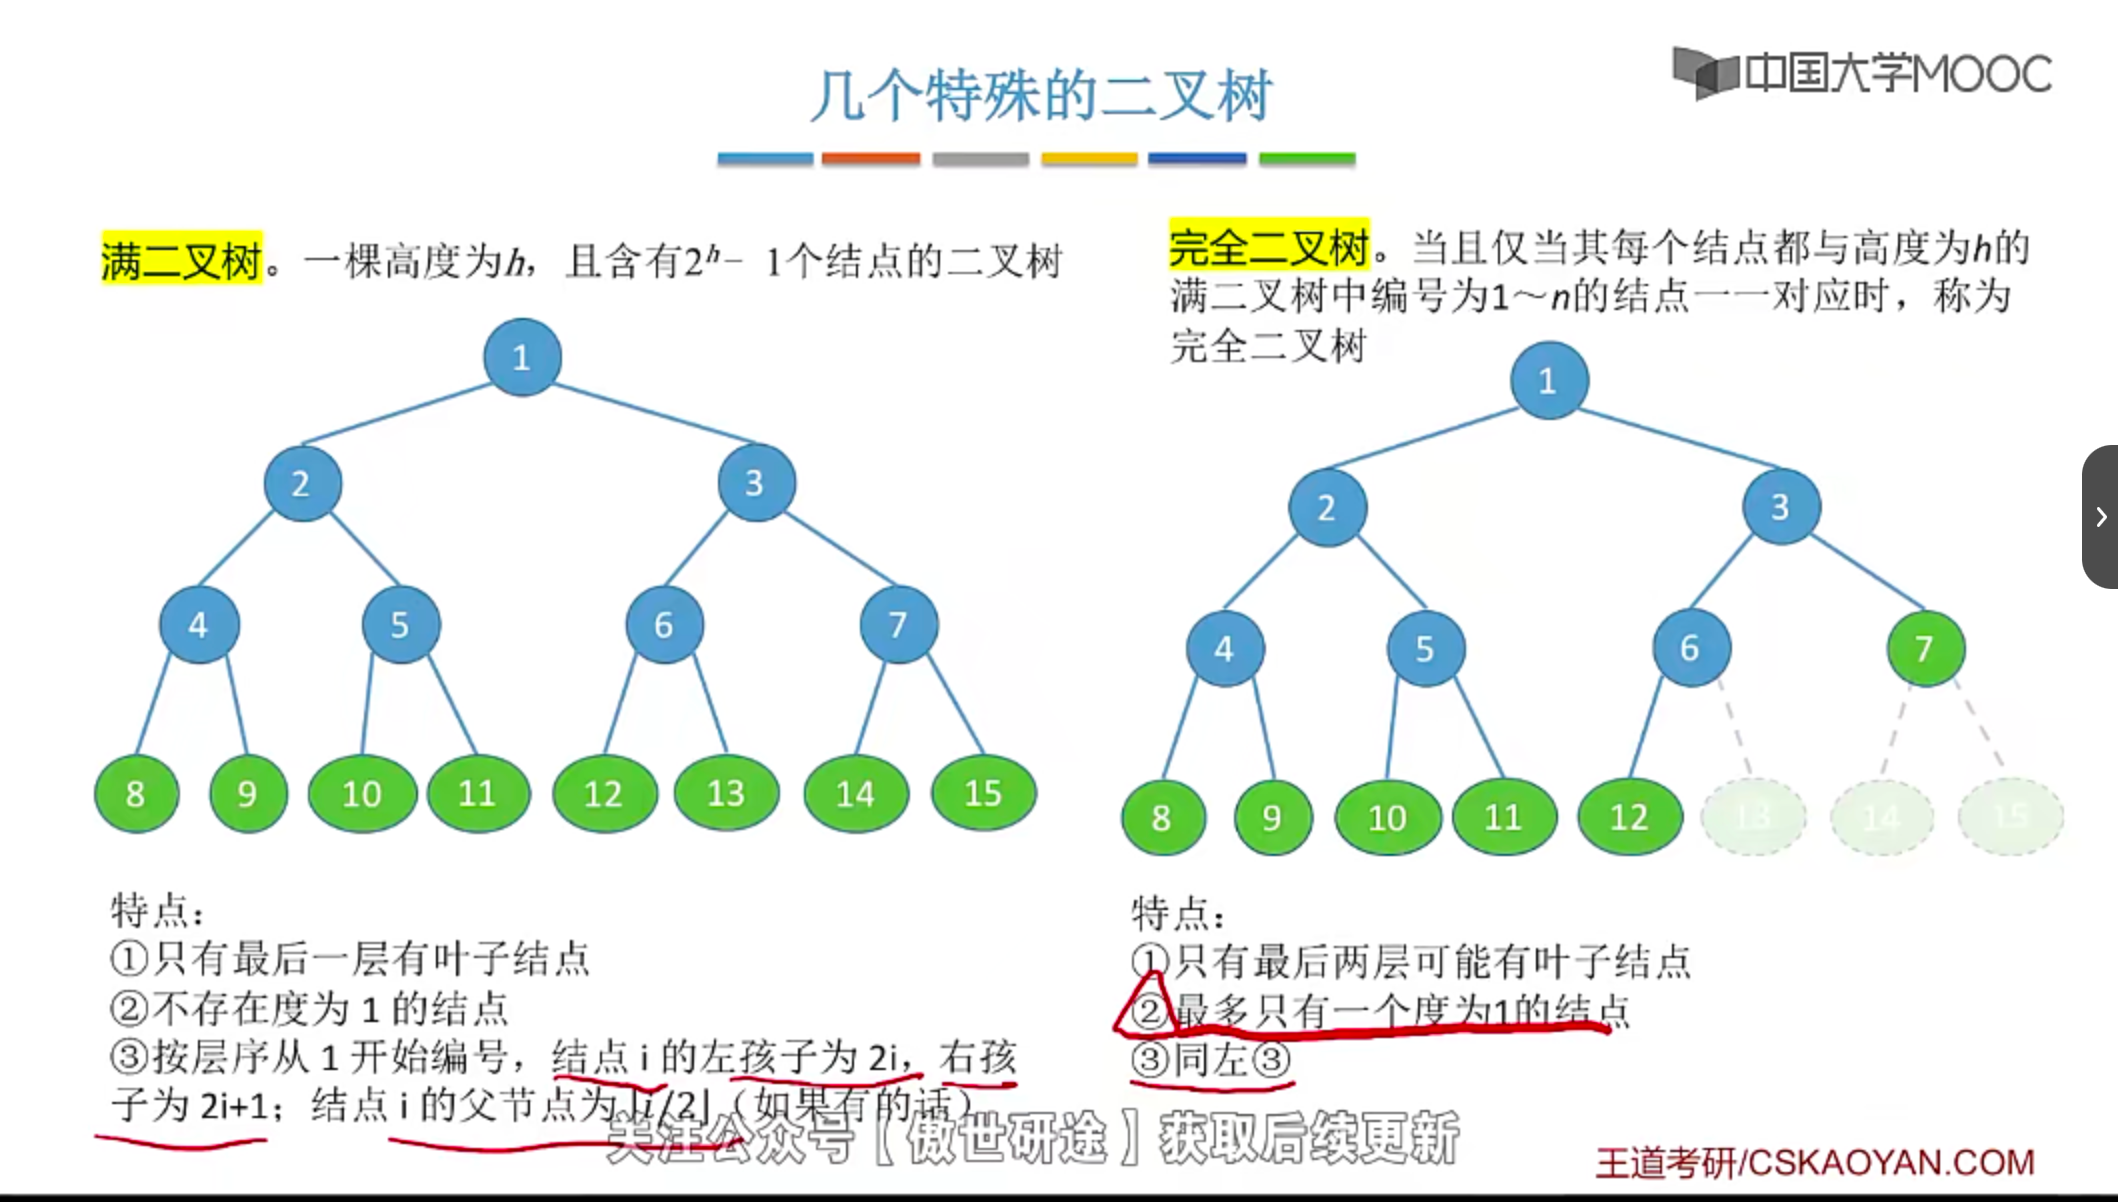 几个特殊的二叉树
中国大学MOOC
满二叉树。一棵高度为h，且含有2ʰ- 1个结点的二叉树
1
2
3
4
5
6
7
8
9
10
11
12
13
14
15
特点：
①只有最后一层有叶子结点
②不存在度为 1 的结点
③按层序从 1 开始编号，结点 i 的左孩子为 2i，右孩
子为 2i+1；结点 i 的父节点为⌊i/2⌋（如果有的话）
完全二叉树。当且仅当其每个结点都与高度为h的
满二叉树中编号为1～n的结点一一对应时，称为
完全二叉树
1
2
3
4
5
6
7
8
9
10
11
12
13
14
15
特点：
①只有最后两层可能有叶子结点
②最多只有一个度为1的结点
③同左③
关注公众号【傲世研途】获取后续更新
王道考研/CSKAOYAN.COM